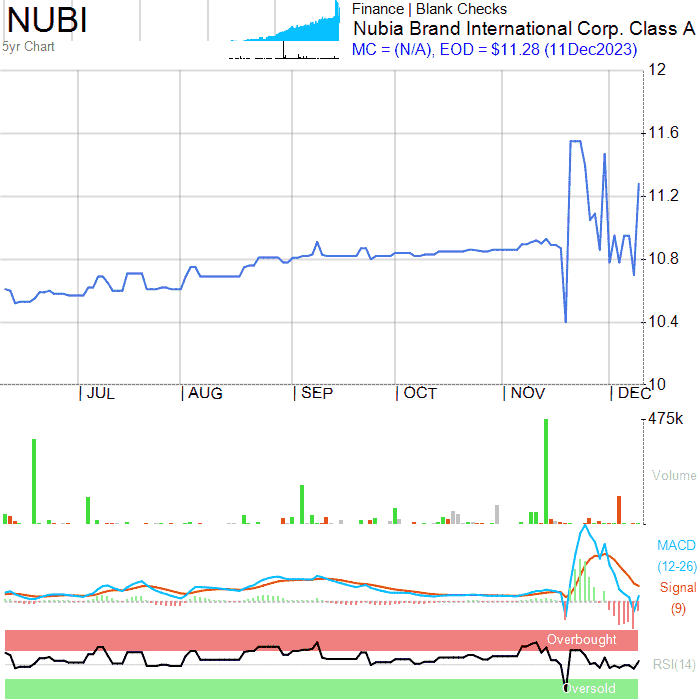 NUBI
5yr Chart
Finance | Blank Checks
Nubia Brand International Corp. Class A
MC = (N/A), EOD = $11.28 (11Dec2023)
12
11.6
11.2
10.8
10.4
10
| JUL | AUG | SEP | OCT | NOV | DEC
475k
Volume
MACD
(12-26)
Signal
(9)
Overbought
RSI(14)
Oversold